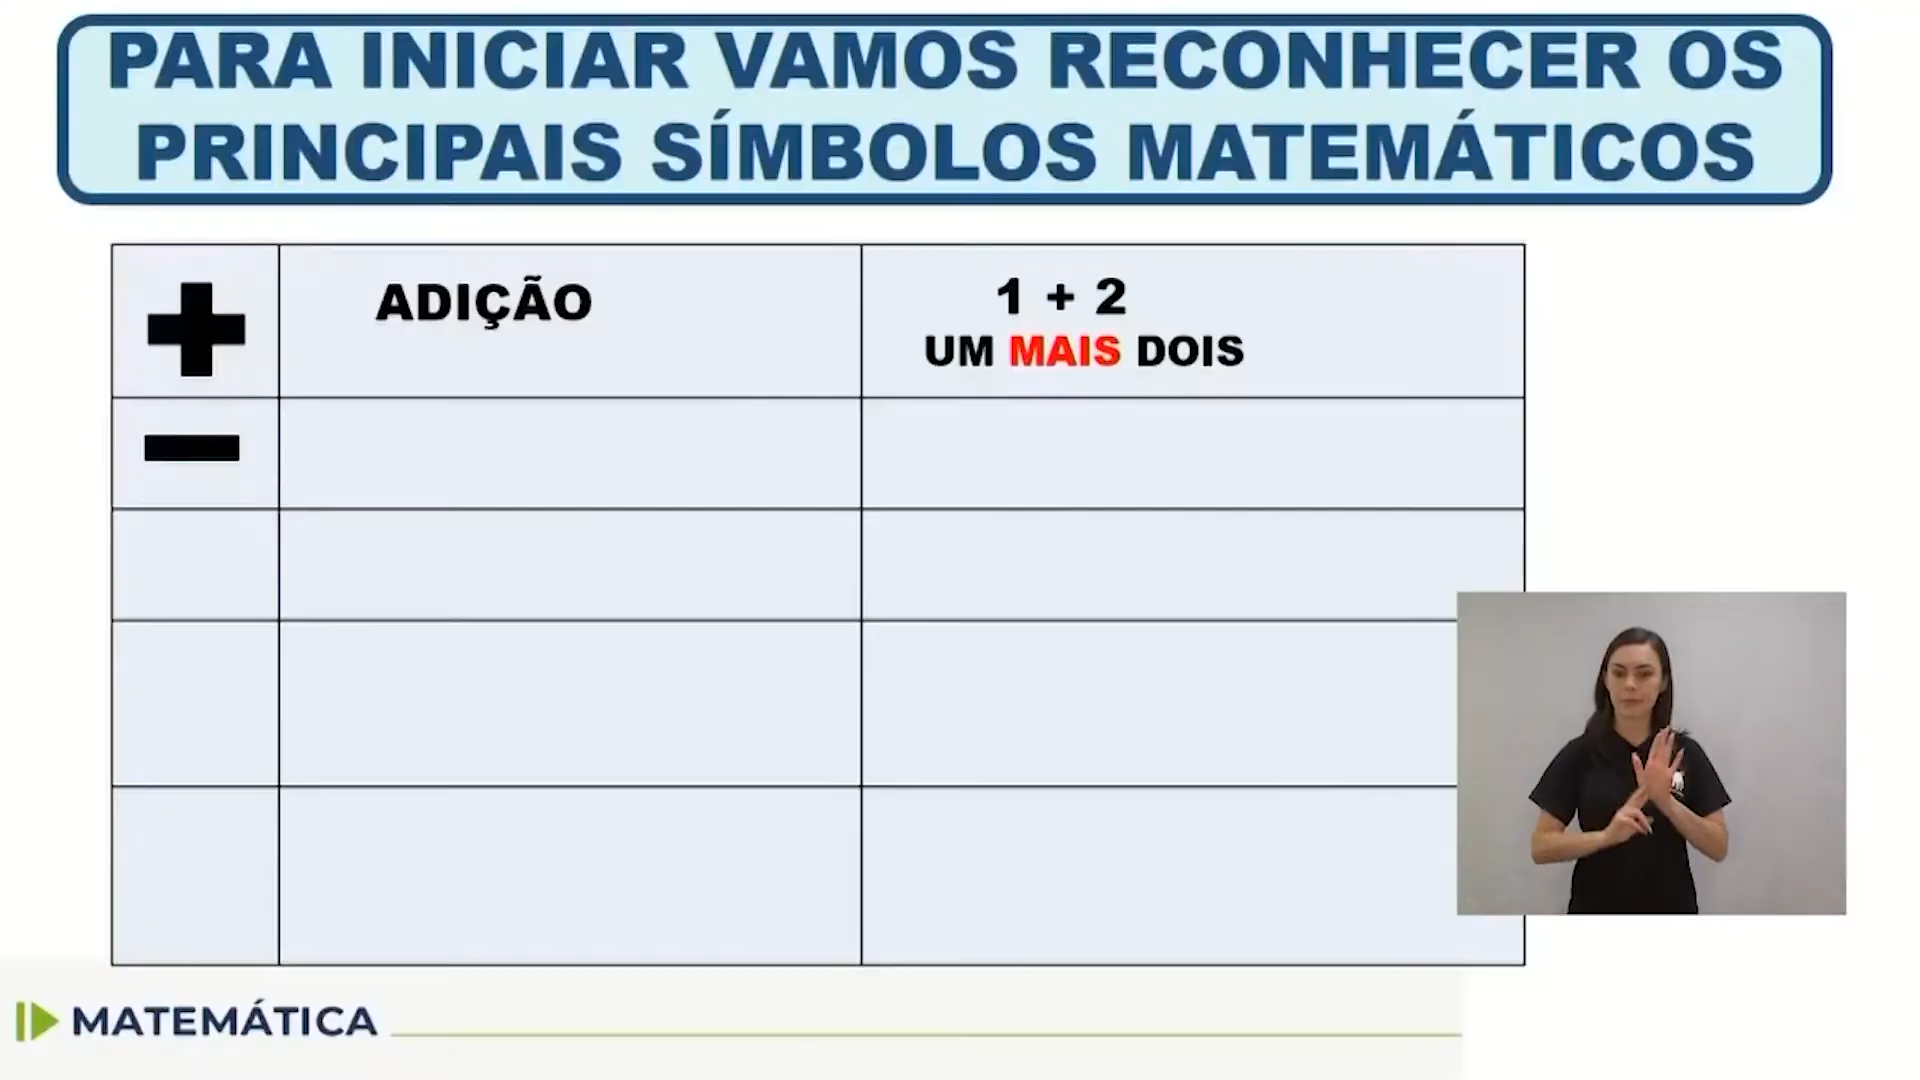 PARA INICIAR VAMOS RECONHECER OS
PRINCIPAIS SÍMBOLOS MATEMÁTICOS
+
ADIÇÃO
1 + 2
UM MAIS DOIS
−
MATEMÁTICA